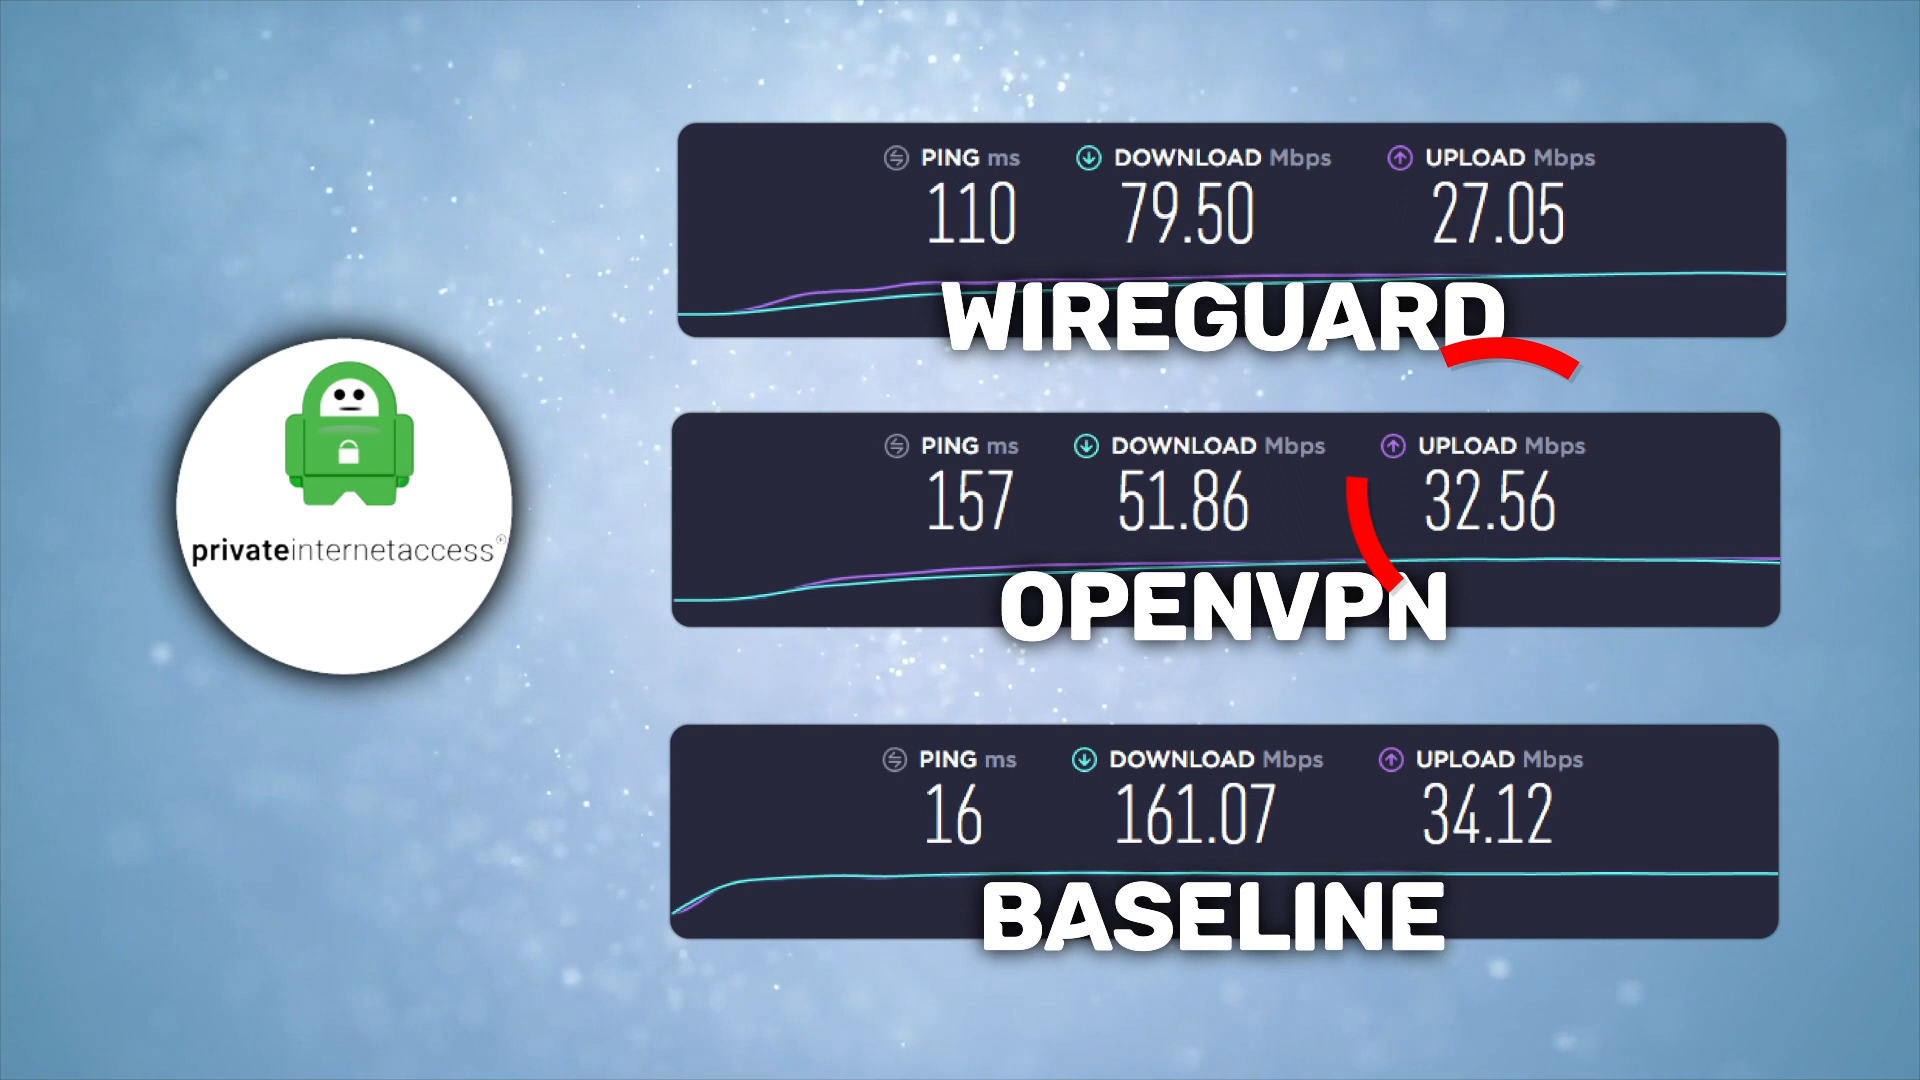 PING ms DOWNLOAD Mbps UPLOAD Mbps
110 79.50 27.05
WIREGUARD
PING ms DOWNLOAD Mbps UPLOAD Mbps
157 51.86 32.56
OPENVPN
privateinternetaccess®
PING ms DOWNLOAD Mbps UPLOAD Mbps
16 161.07 34.12
BASELINE